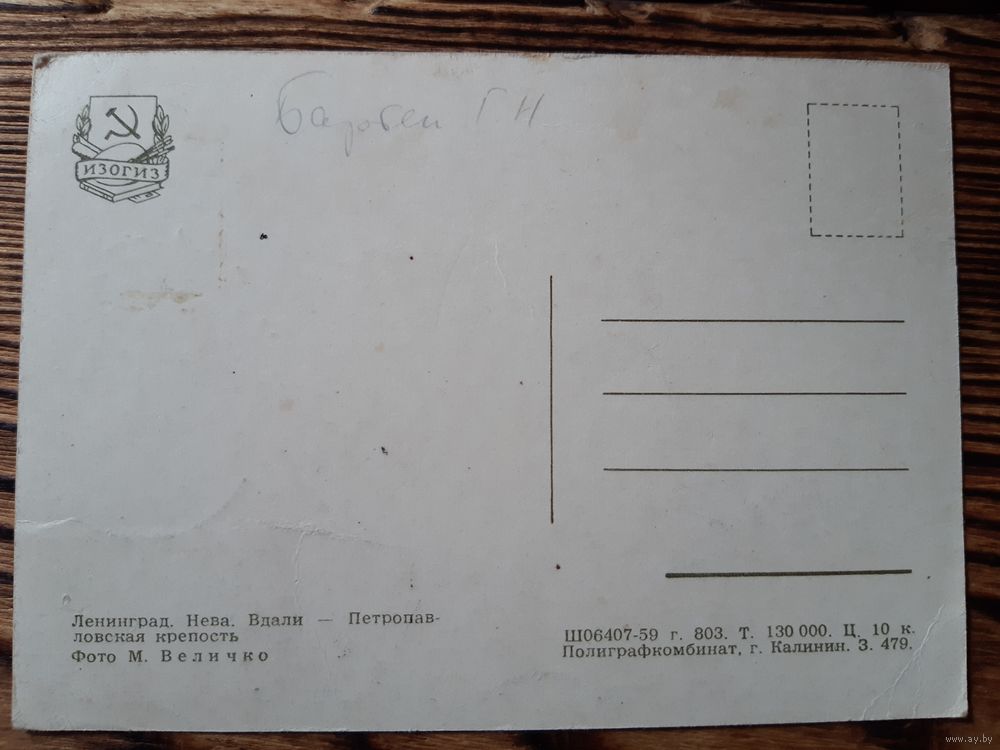 ИЗОГИЗ
Г Н
Ленинград. Нева. Вдали — Петропав-
ловская крепость
Фото М. Величко
Ш06407-59 г. 803. Т. 130 000. Ц. 10 к.
Полиграфкомбинат, г. Калинин. З. 479.
www.ay.by